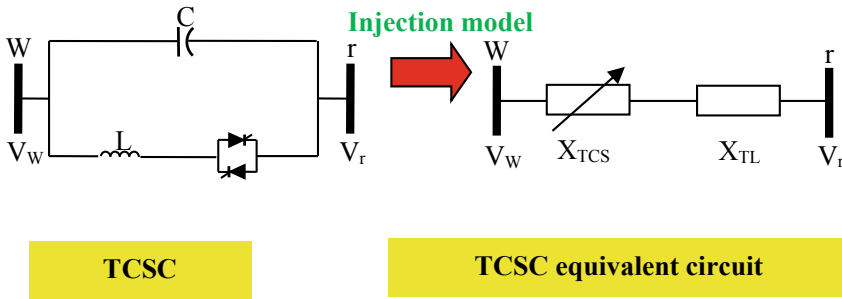 C
Injection model
W
r
W
r
L
V_W
V_r
X_TCS
X_TL
V_W
V_r
TCSC
TCSC equivalent circuit